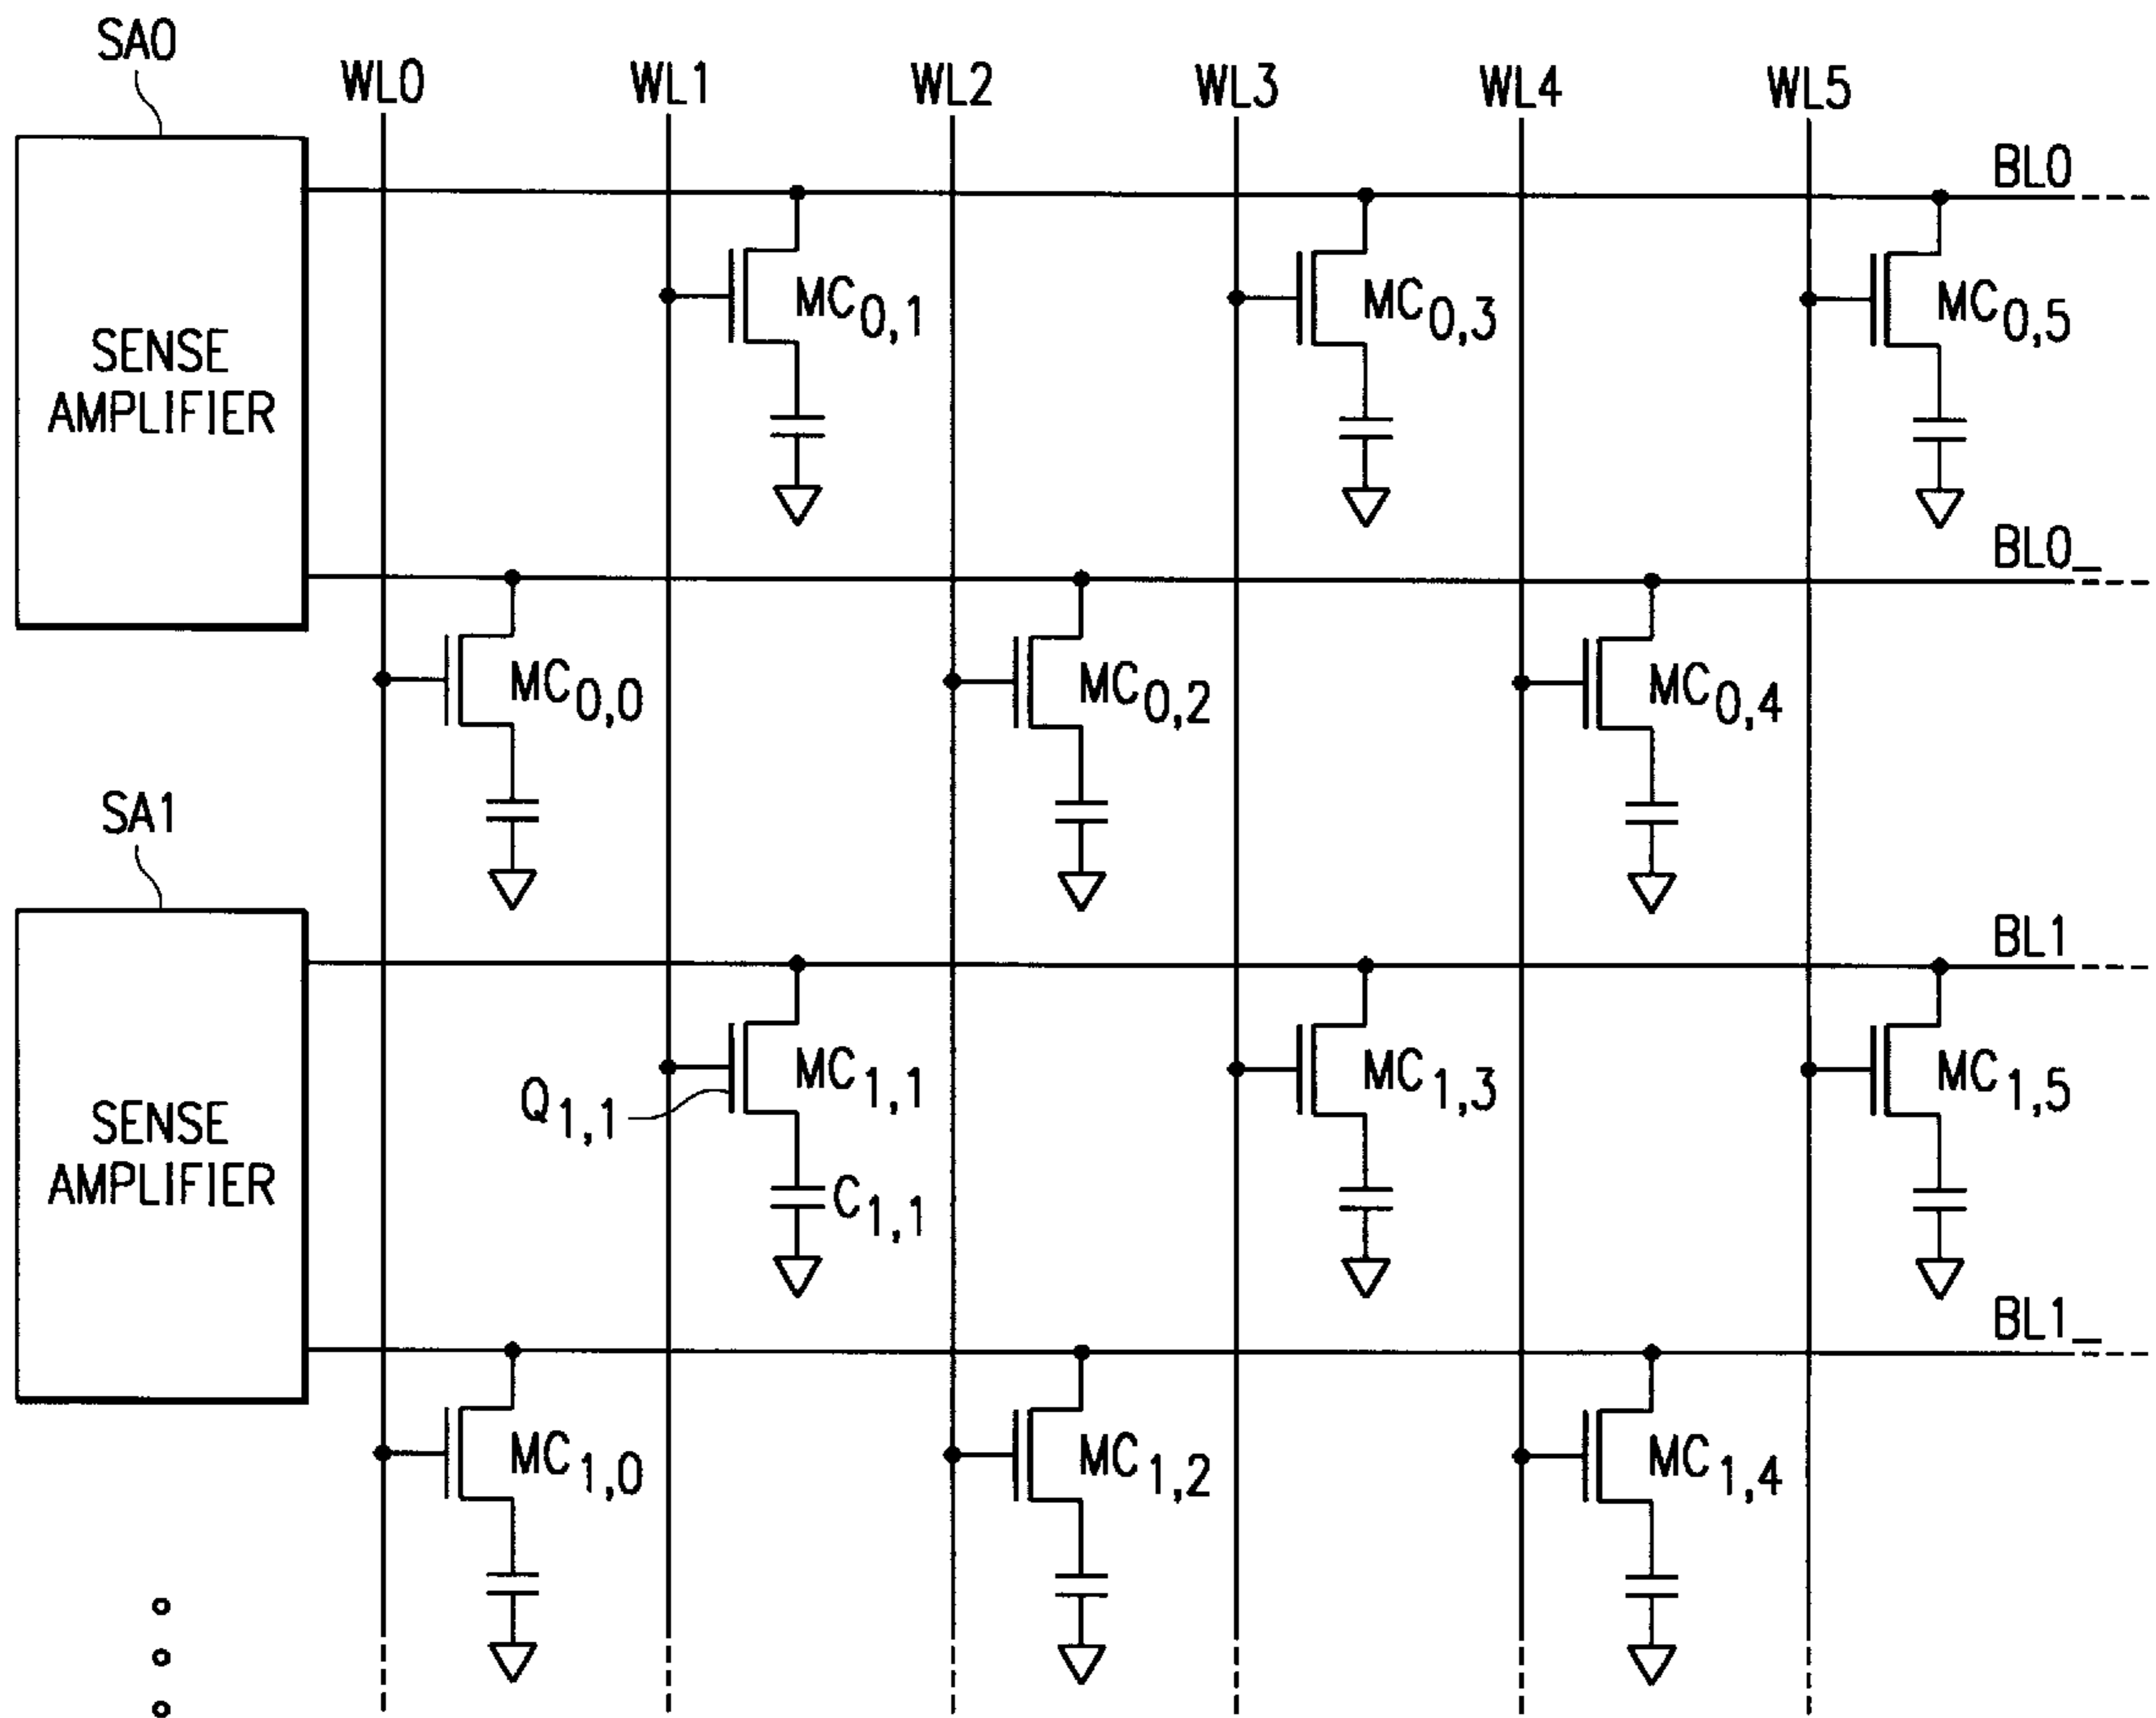 SA0
WL0 WL1 WL2 WL3 WL4 WL5
BL0
MC0,1 MC0,3 MC0,5
SENSE
AMPLIFIER
BL0_
MC0,0 MC0,2 MC0,4
SA1
BL1
MC1,1 MC1,3 MC1,5
Q1,1
SENSE
AMPLIFIER
C1,1
BL1_
MC1,0 MC1,2 MC1,4